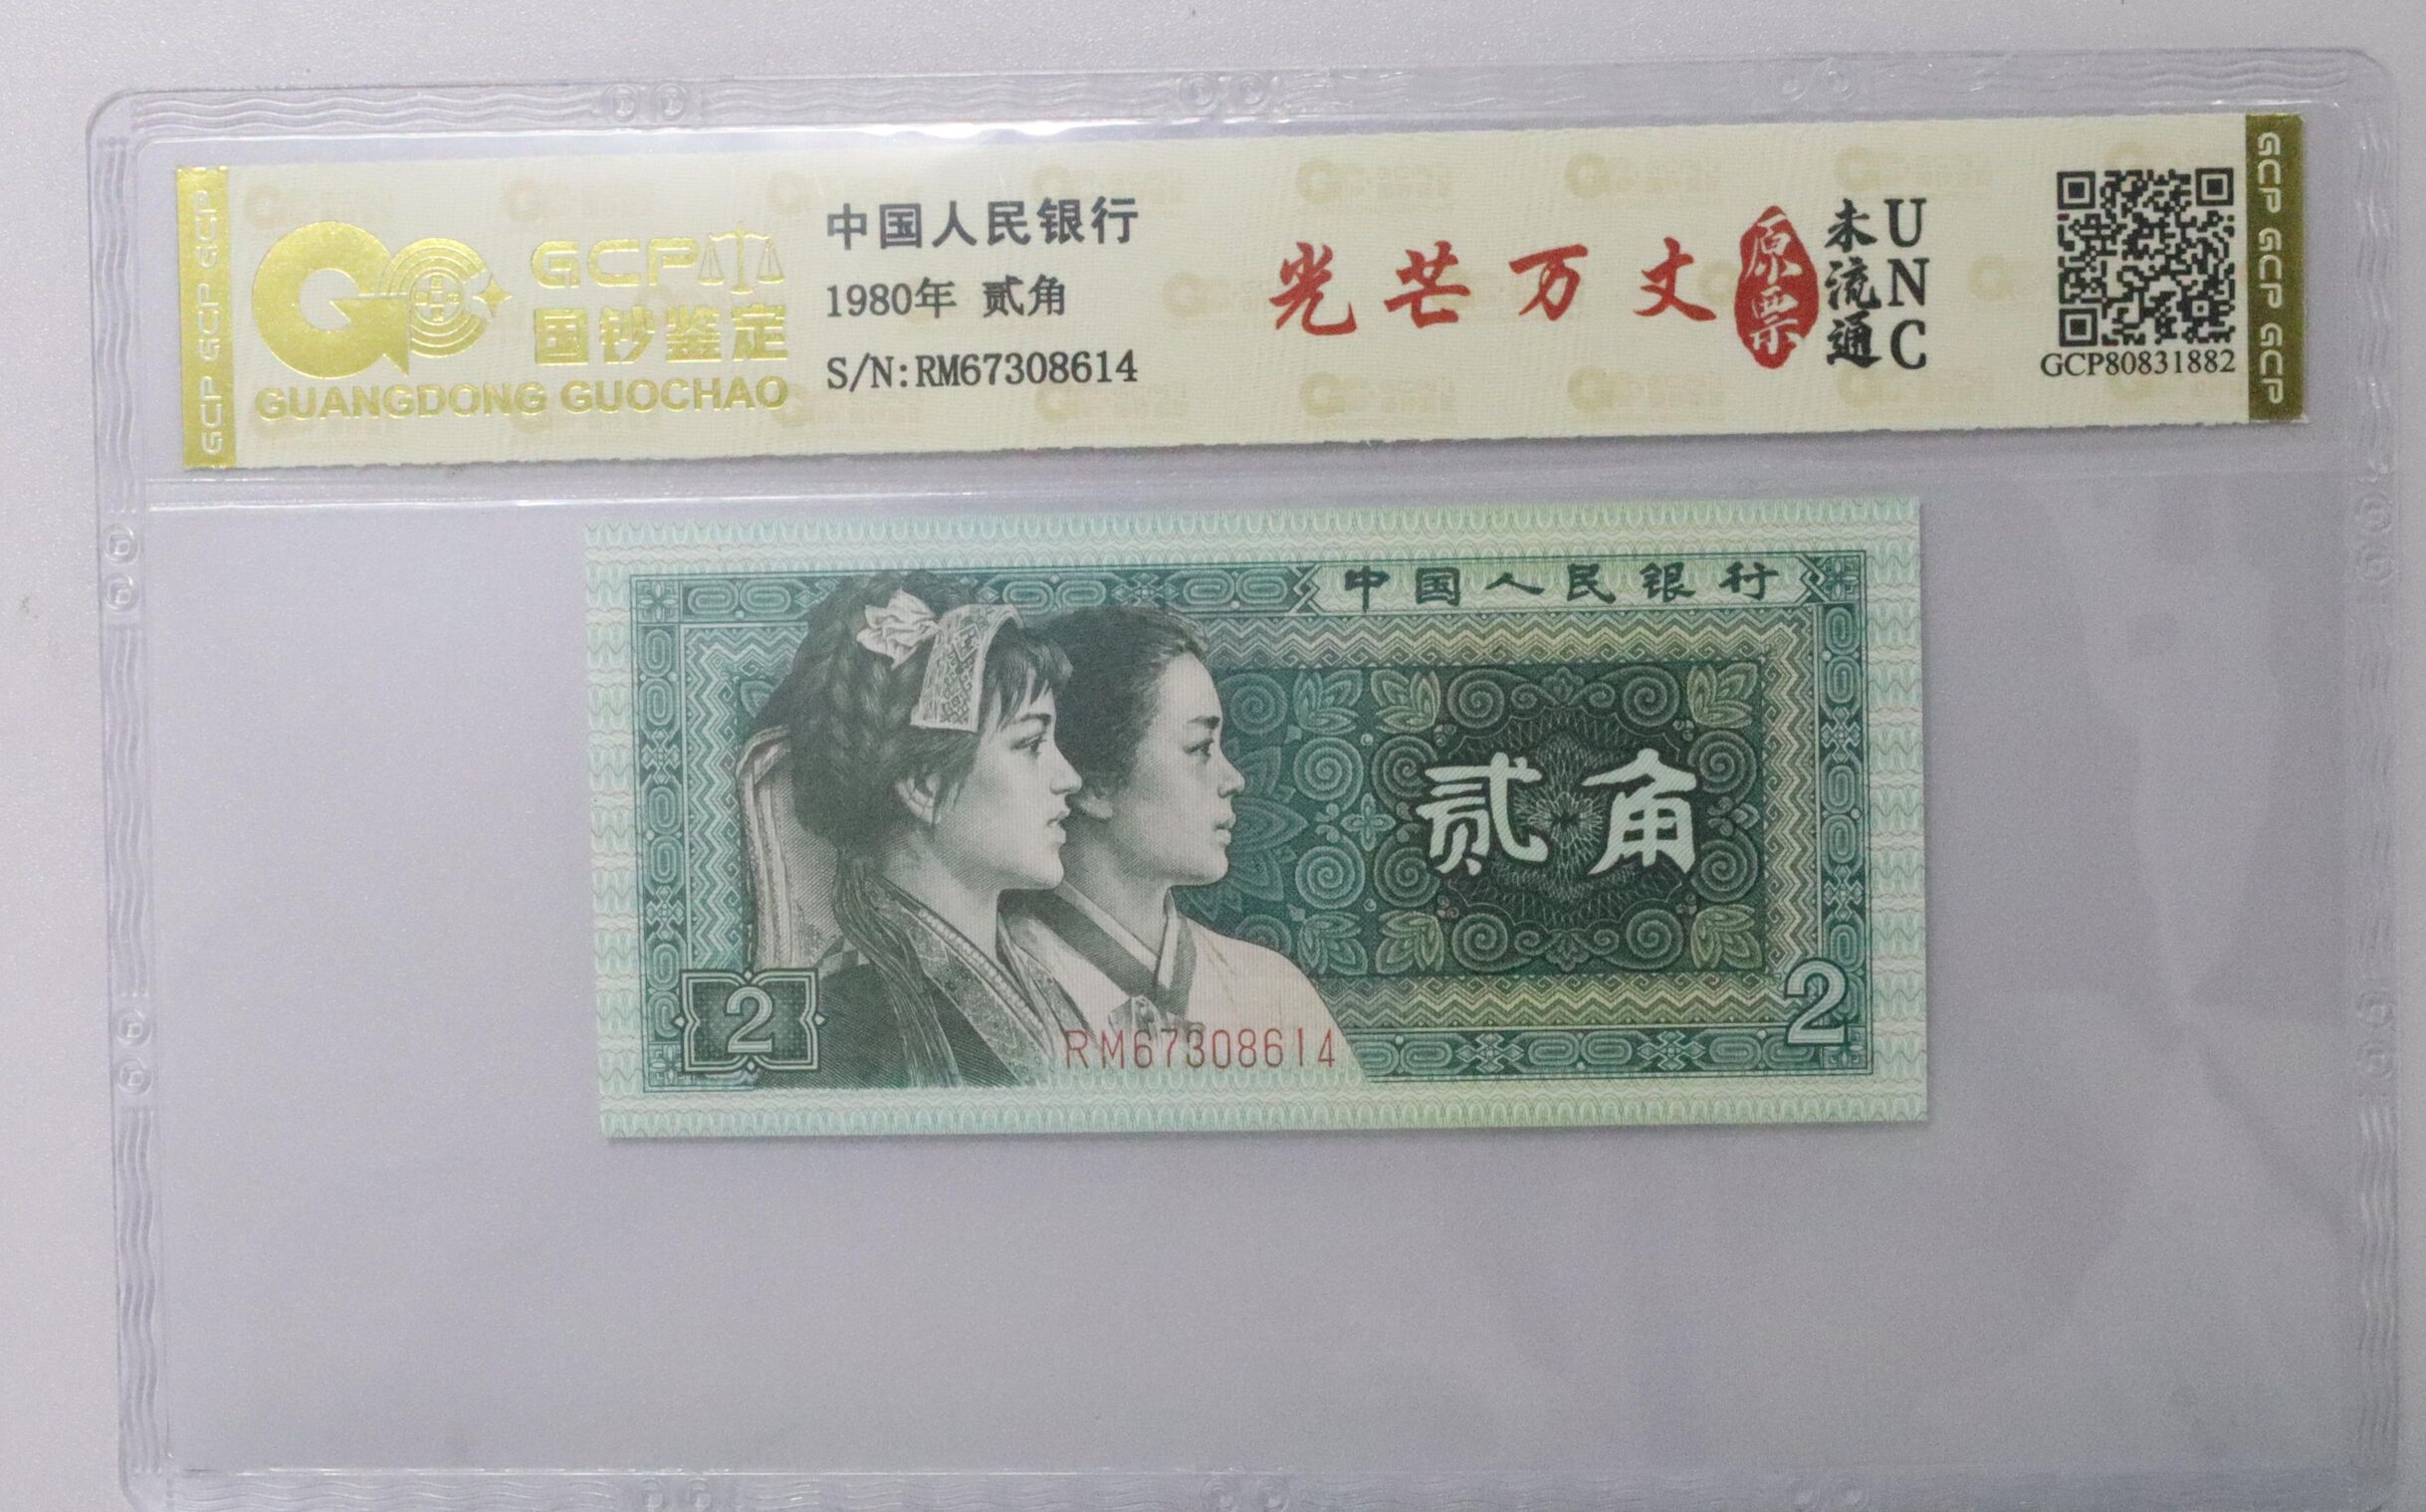 GCP GCP GCP
GCP
国钞鉴定
GUANGDONG GUOCHAO
中国人民银行
1980年 贰角
S/N:RM67308614
光芒万丈
原票
未流通
UNC
GCP80831882
GCP GCP GCP
中国人民银行
贰角
2
RM67308614
2